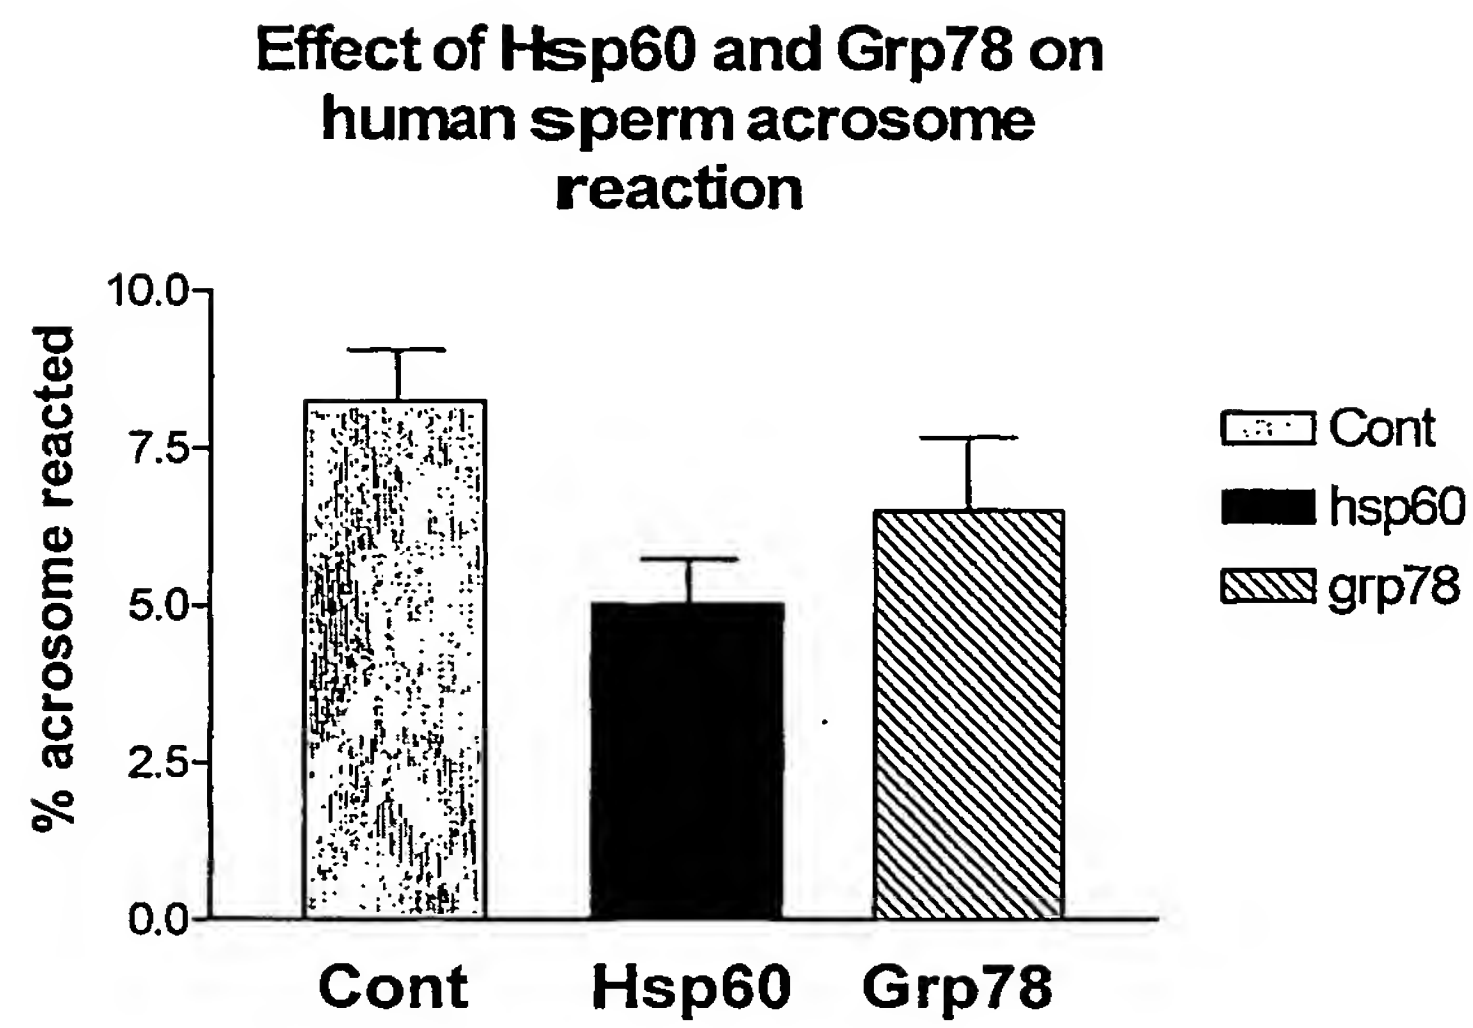 Effect of Hsp60 and Grp78 on
human sperm acrosome
reaction
% acrosome reacted
10.0
7.5
5.0
2.5
0.0
Cont
Hsp60
Grp78
Cont
hsp60
grp78